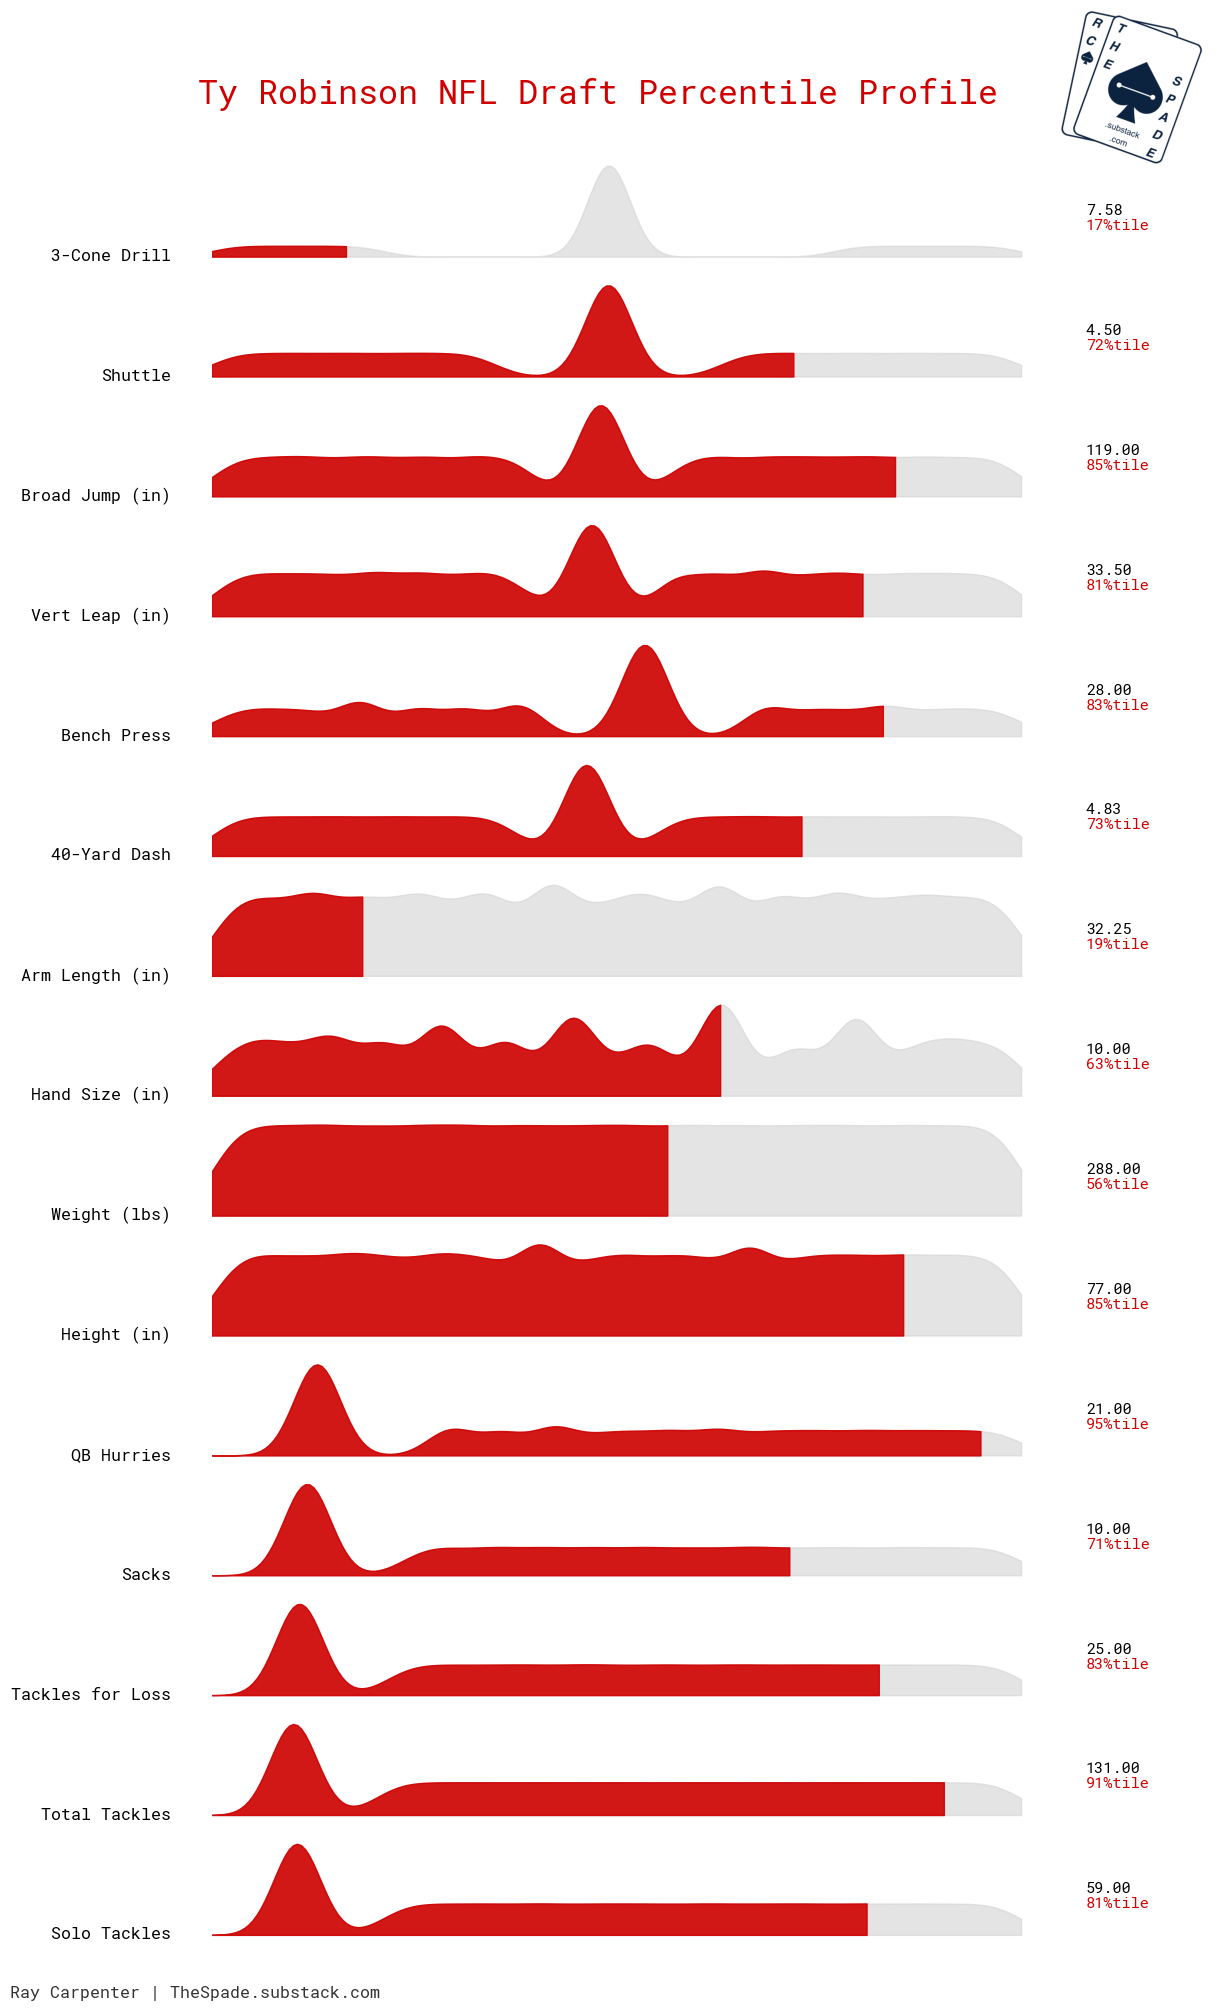 R
C
T
H
E
S
P
A
D
E
.substack
.com
Ty Robinson NFL Draft Percentile Profile
3-Cone Drill
7.58
17%tile
Shuttle
4.50
72%tile
Broad Jump (in)
119.00
85%tile
Vert Leap (in)
33.50
81%tile
Bench Press
28.00
83%tile
40-Yard Dash
4.83
73%tile
Arm Length (in)
32.25
19%tile
Hand Size (in)
10.00
63%tile
Weight (lbs)
288.00
56%tile
Height (in)
77.00
85%tile
QB Hurries
21.00
95%tile
Sacks
10.00
71%tile
Tackles for Loss
25.00
83%tile
Total Tackles
131.00
91%tile
Solo Tackles
59.00
81%tile
Ray Carpenter | TheSpade.substack.com